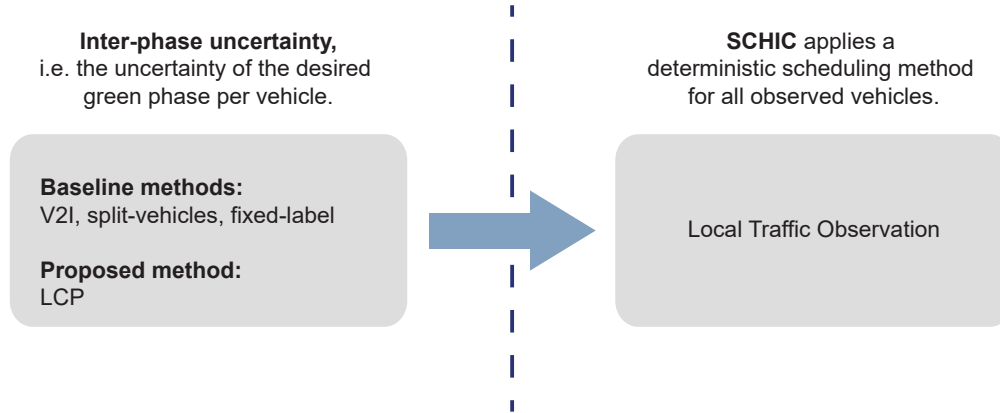 Inter-phase uncertainty,
i.e. the uncertainty of the desired
green phase per vehicle.
Baseline methods:
V2I, split-vehicles, fixed-label
Proposed method:
LCP
SCHIC applies a
deterministic scheduling method
for all observed vehicles.
Local Traffic Observation